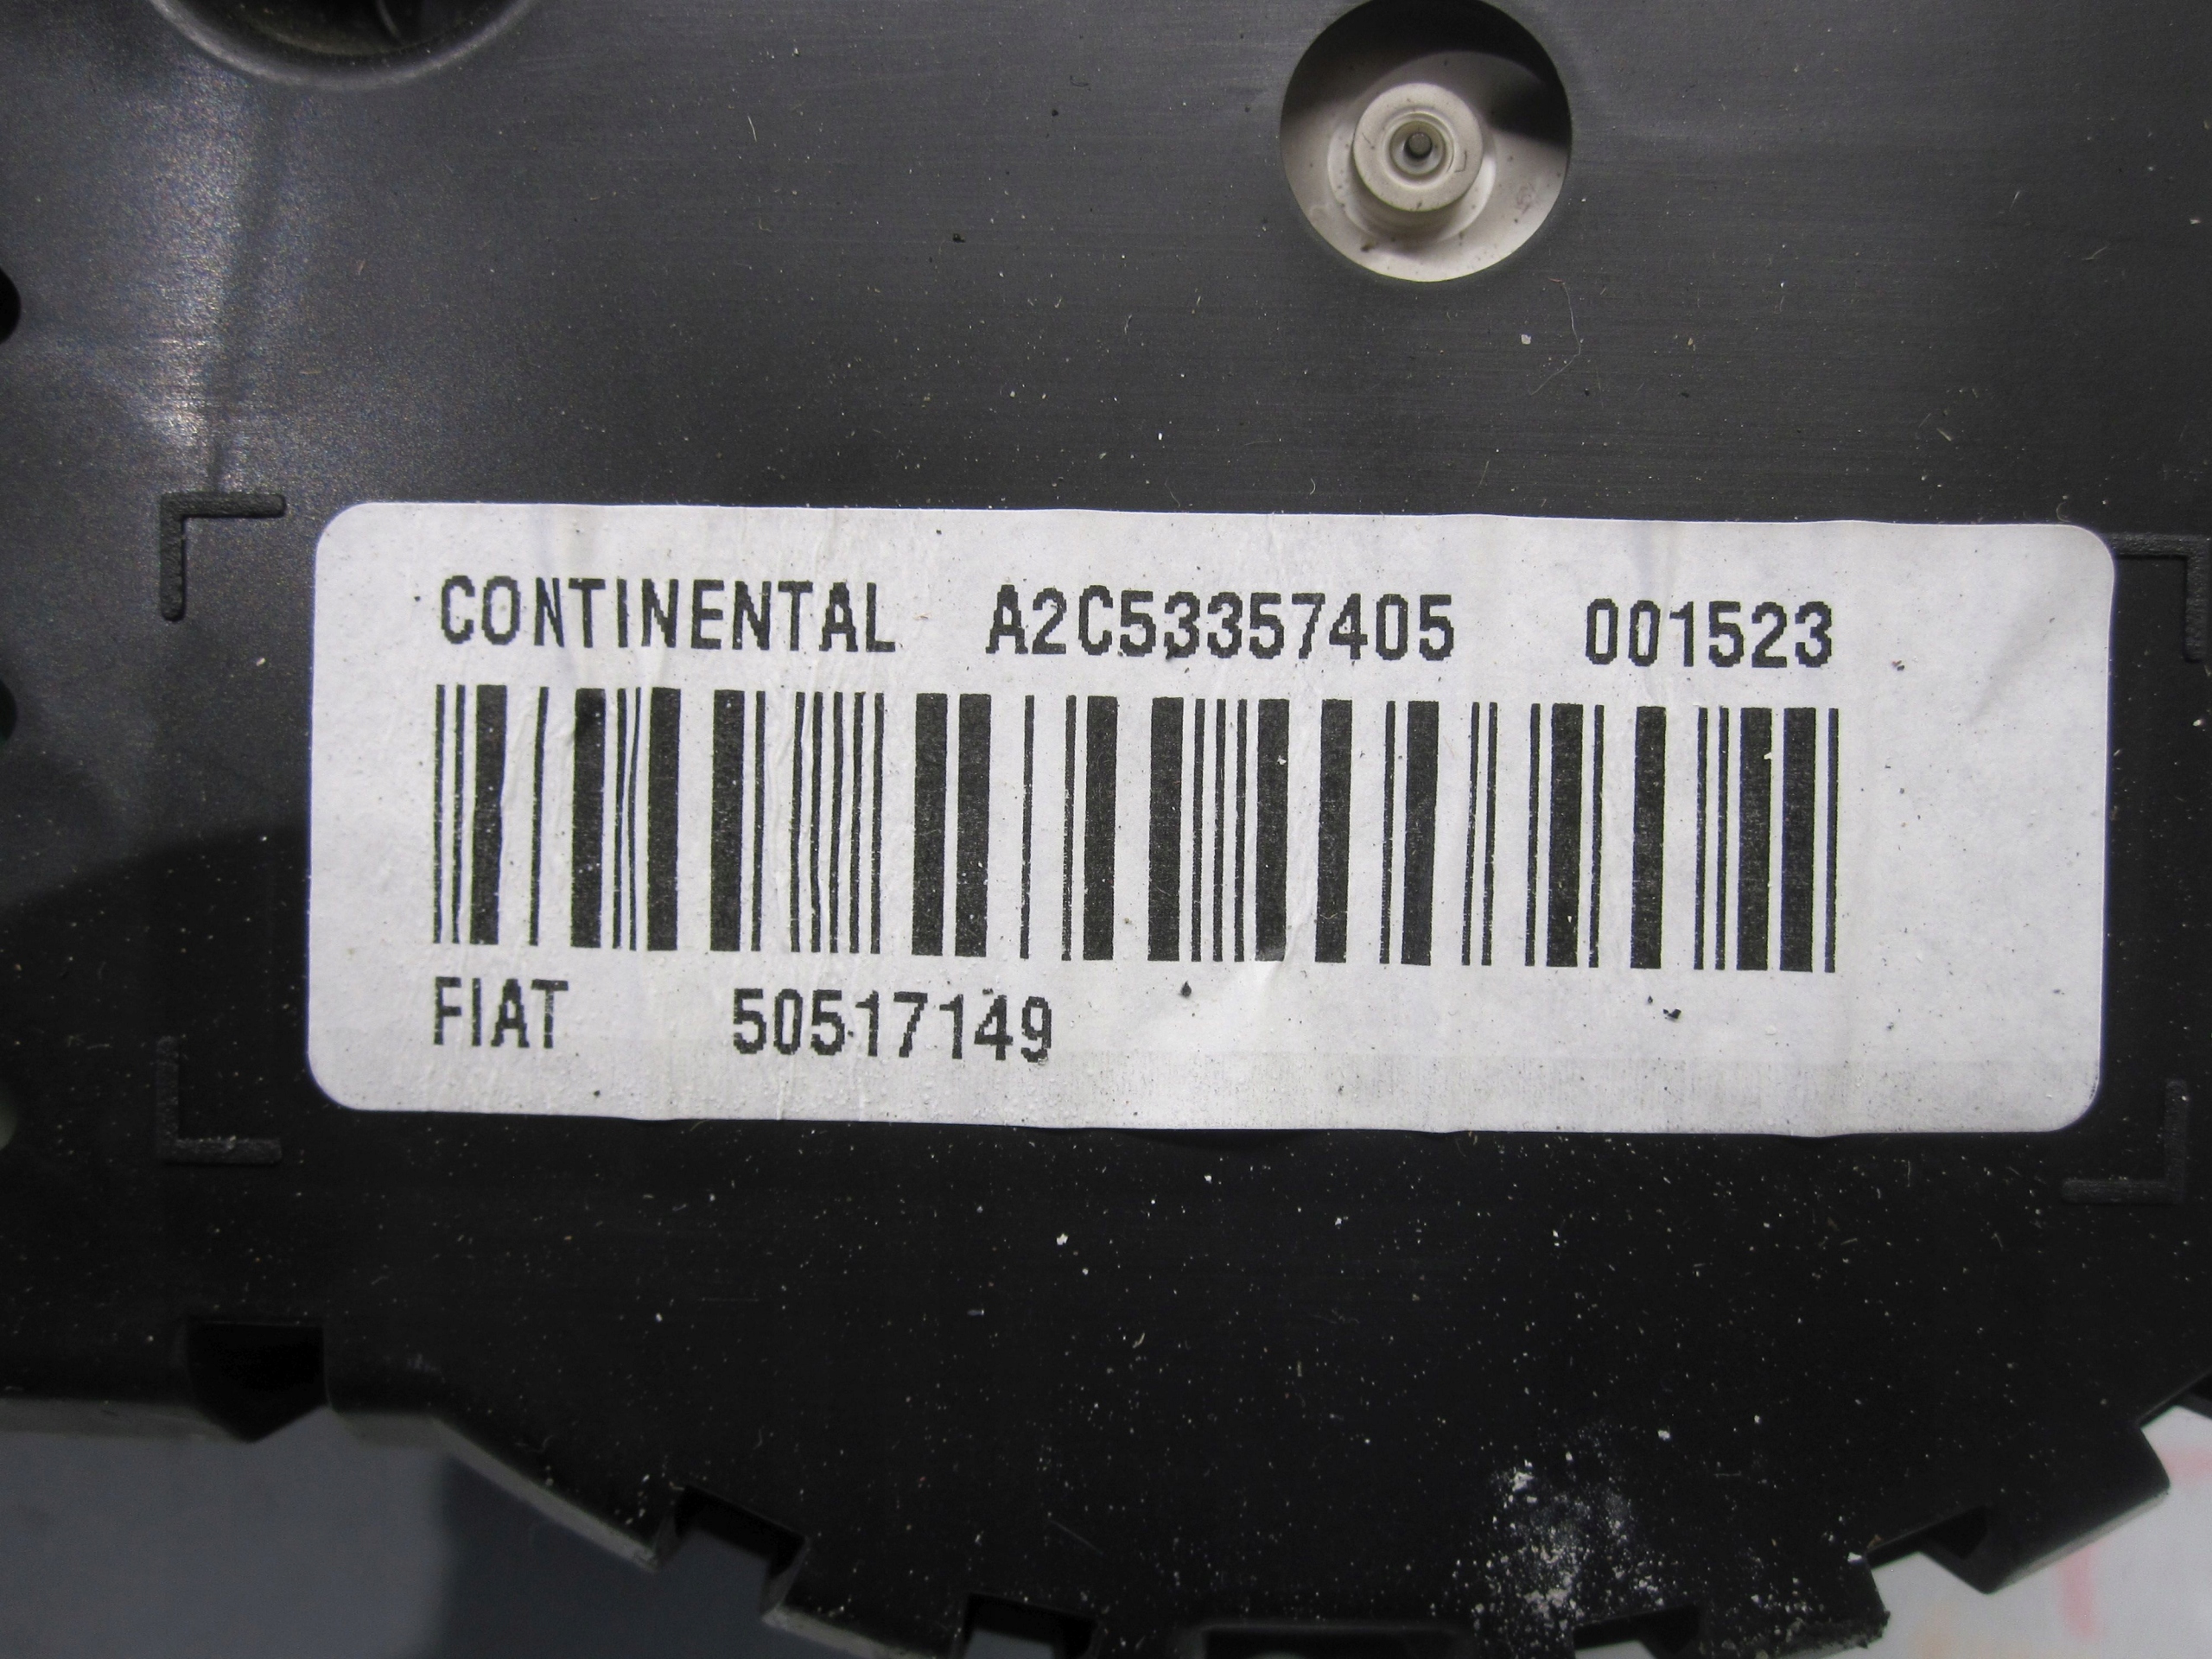 CONTINENTAL A2C53357405 001523
FIAT 50517149